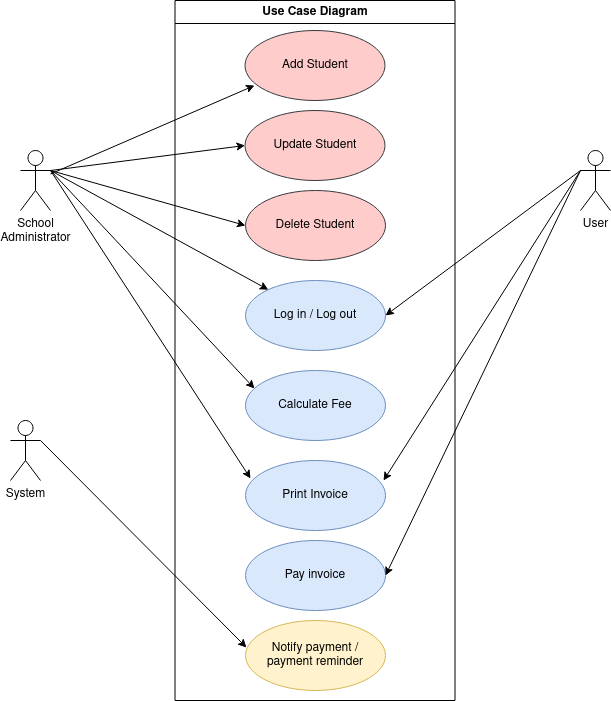 Use Case Diagram
Add Student
Update Student
Delete Student
School
Administrator
User
Log in / Log out
Calculate Fee
System
Print Invoice
Pay invoice
Notify payment /
payment reminder